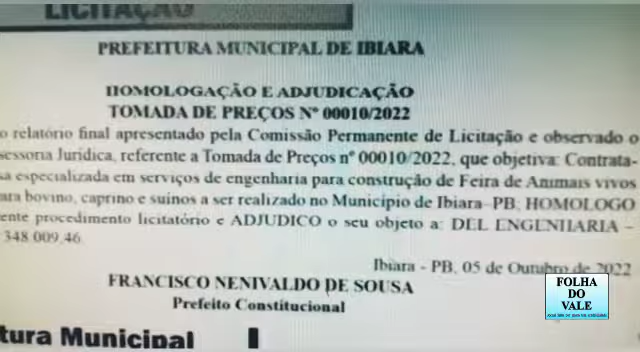 LICITAÇÃO
PREFEITURA MUNICIPAL DE IBIARA
HOMOLOGAÇÃO E ADJUDICAÇÃO
TOMADA DE PREÇOS Nº 00010/2022
o relatório final apresentado pela Comissão Permanente de Licitação e observado o
sessoria Jurídica, referente a Tomada de Preços nº 00010/2022, que objetiva: Contrata-
sa especializada em serviços de engenharia para construção de Feira de Animais vivos
ara bovino, caprino e suínos a ser realizado no Município de Ibiara-PB; HOMOLOGO
ente procedimento licitatório e ADJUDICO o seu objeto a: DEL ENGENHARIA –
348.009,46.
Ibiara - PB, 05 de Outubro de 2022
FRANCISCO NENIVALDO DE SOUSA
Prefeito Constitucional
FOLHA
DO
VALE
tura Municipal